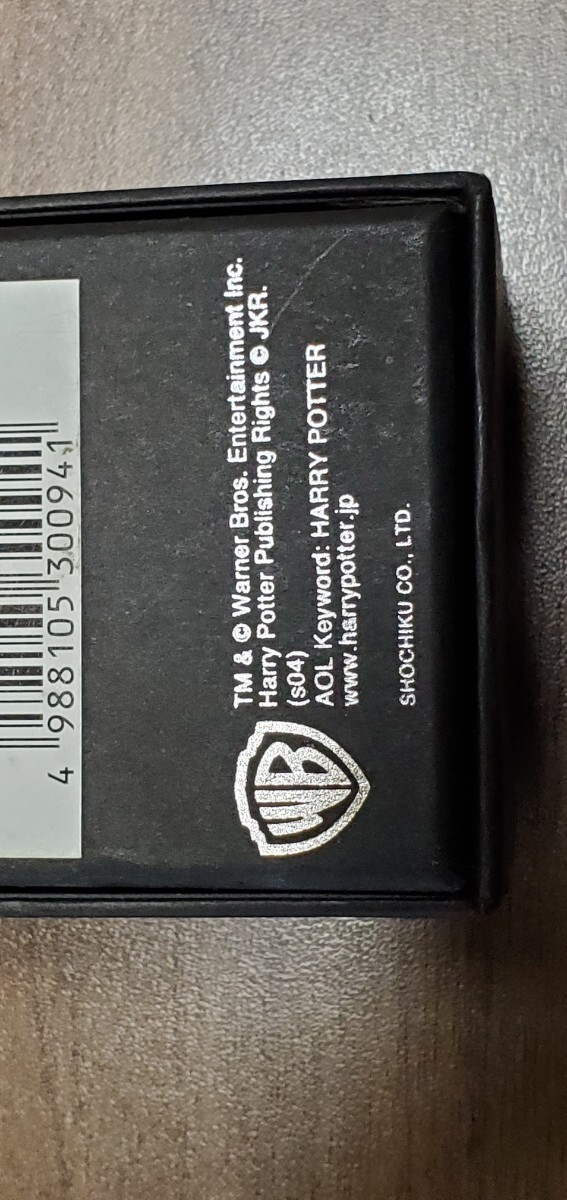 4 988105 300941
TM & © Warner Bros. Entertainment Inc.
Harry Potter Publishing Rights © JKR.
(s04)
AOL Keyword: HARRY POTTER
www.harrypotter.jp
SHOCHIKU CO., LTD.
WB